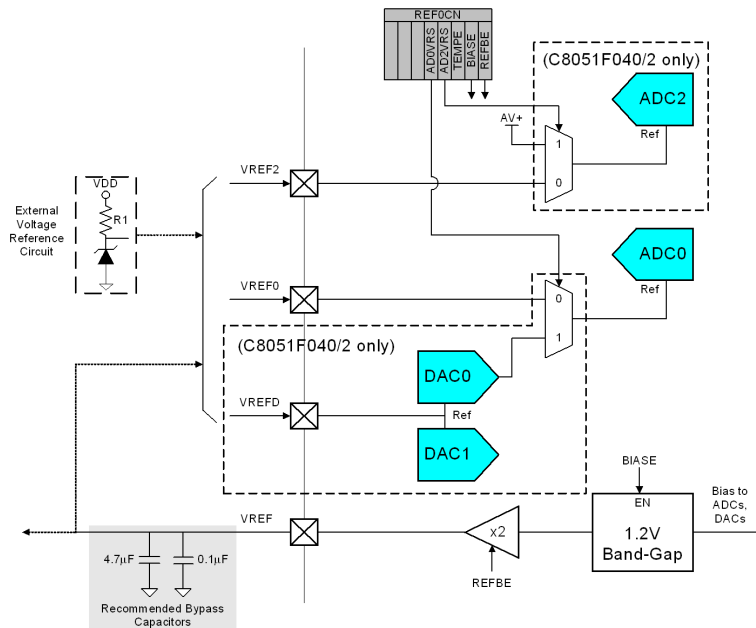 REF0CN
AD0VRS
AD2VRS
TEMPE
BIASE
REFBE
(C8051F040/2 only)
ADC2
AV+
Ref
1
0
VREF2
VDD
R1
External
Voltage
Reference
Circuit
ADC0
Ref
VREF0
0
1
(C8051F040/2 only)
DAC0
VREFD
Ref
DAC1
BIASE
Bias to
ADCs,
DACs
EN
VREF
x2
1.2V
Band-Gap
4.7µF
0.1µF
REFBE
Recommended Bypass
Capacitors